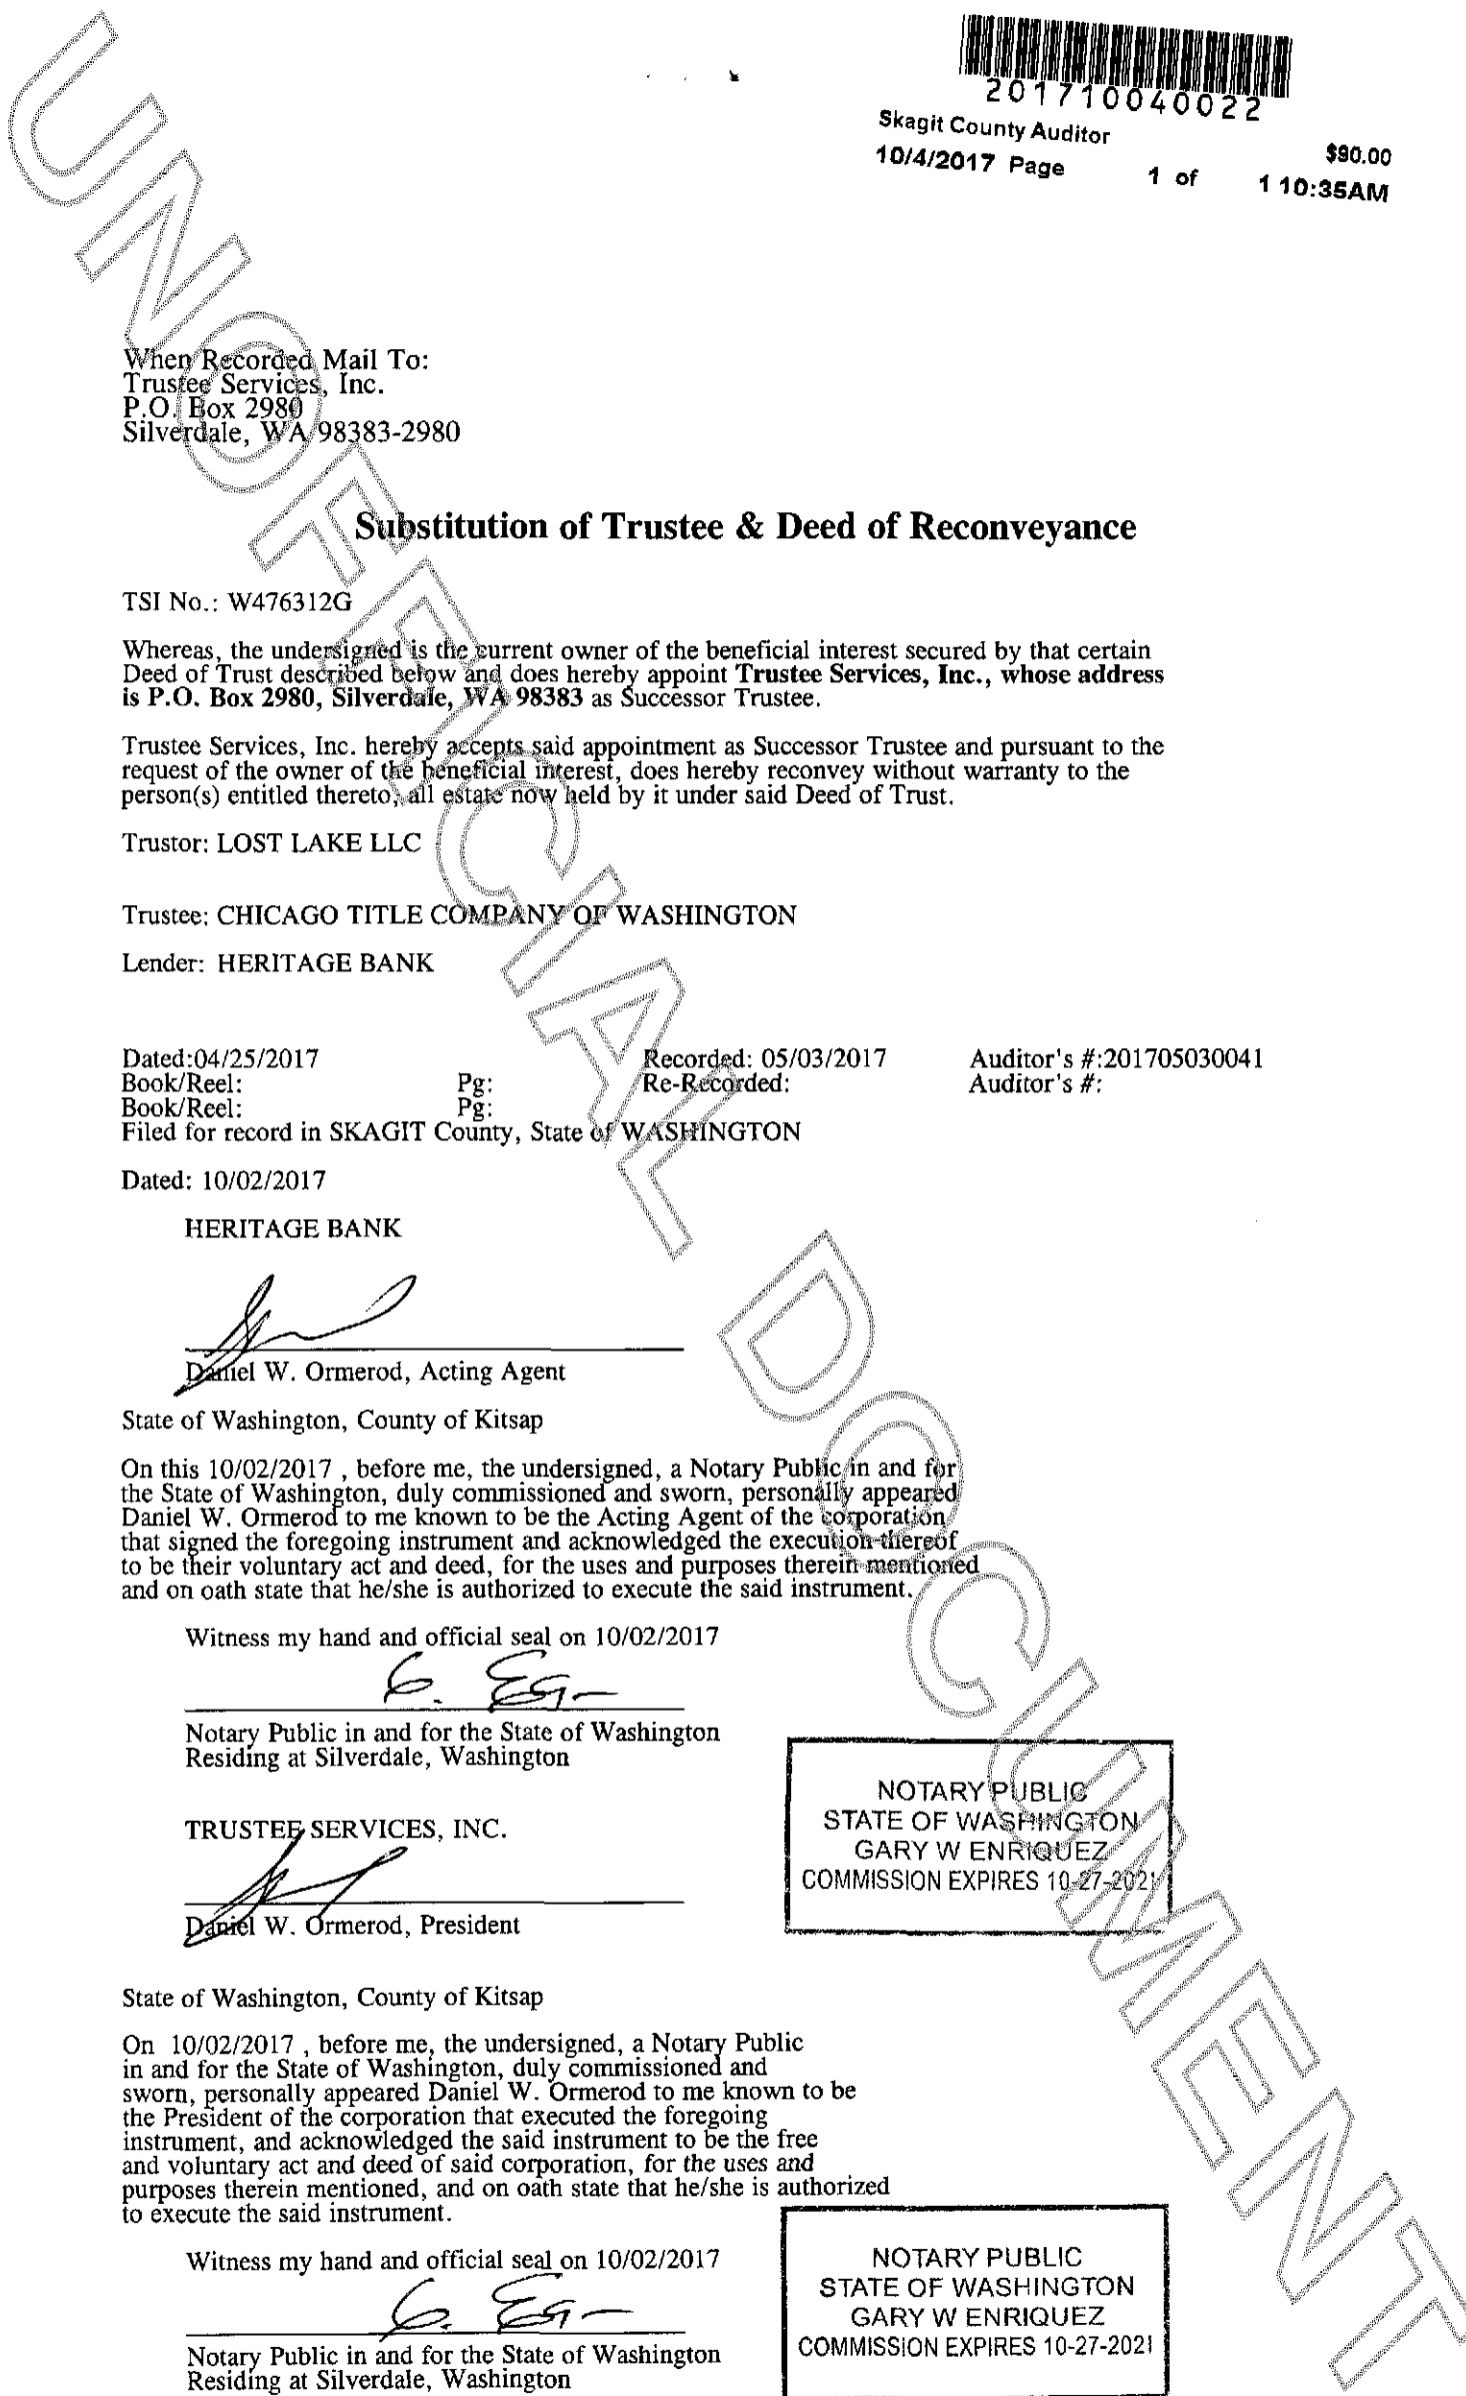 201710040022
Skagit County Auditor $90.00
10/4/2017 Page 1 of 1 10:35AM
When Recorded Mail To:
Trustee Services, Inc.
P.O. Box 2980
Silverdale, WA 98383-2980
Substitution of Trustee & Deed of Reconveyance
TSI No.: W476312G
Whereas, the undersigned is the current owner of the beneficial interest secured by that certain
Deed of Trust described below and does hereby appoint Trustee Services, Inc., whose address
is P.O. Box 2980, Silverdale, WA 98383 as Successor Trustee.
Trustee Services, Inc. hereby accepts said appointment as Successor Trustee and pursuant to the
request of the owner of the beneficial interest, does hereby reconvey without warranty to the
person(s) entitled thereto, all estate now held by it under said Deed of Trust.
Trustor: LOST LAKE LLC
Trustee: CHICAGO TITLE COMPANY OF WASHINGTON
Lender: HERITAGE BANK
Dated:04/25/2017 Recorded: 05/03/2017 Auditor's #:201705030041
Book/Reel: Pg: Re-Recorded: Auditor's #:
Book/Reel: Pg:
Filed for record in SKAGIT County, State of WASHINGTON
Dated: 10/02/2017
HERITAGE BANK
Daniel W. Ormerod, Acting Agent
State of Washington, County of Kitsap
On this 10/02/2017 , before me, the undersigned, a Notary Public in and for
the State of Washington, duly commissioned and sworn, personally appeared
Daniel W. Ormerod to me known to be the Acting Agent of the corporation
that signed the foregoing instrument and acknowledged the execution thereof
to be their voluntary act and deed, for the uses and purposes therein mentioned
and on oath state that he/she is authorized to execute the said instrument.
Witness my hand and official seal on 10/02/2017
Notary Public in and for the State of Washington
Residing at Silverdale, Washington
NOTARY PUBLIC
STATE OF WASHINGTON
GARY W ENRIQUEZ
COMMISSION EXPIRES 10-27-2021
TRUSTEE SERVICES, INC.
Daniel W. Ormerod, President
State of Washington, County of Kitsap
On 10/02/2017 , before me, the undersigned, a Notary Public
in and for the State of Washington, duly commissioned and
sworn, personally appeared Daniel W. Ormerod to me known to be
the President of the corporation that executed the foregoing
instrument, and acknowledged the said instrument to be the free
and voluntary act and deed of said corporation, for the uses and
purposes therein mentioned, and on oath state that he/she is authorized
to execute the said instrument.
Witness my hand and official seal on 10/02/2017
Notary Public in and for the State of Washington
Residing at Silverdale, Washington
NOTARY PUBLIC
STATE OF WASHINGTON
GARY W ENRIQUEZ
COMMISSION EXPIRES 10-27-2021
UNOFFICIAL DOCUMENT